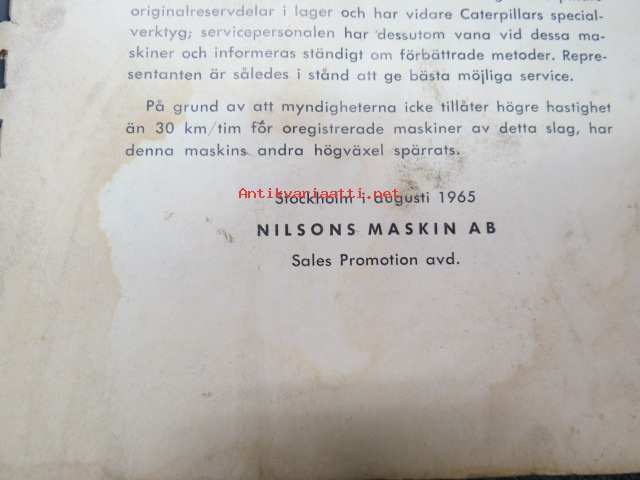 originalreservdelar i lager och har vidare Caterpillars special-
verktyg; servicepersonalen har dessutom vana vid dessa ma-
skiner och informeras ständigt om förbättrade metoder. Repre-
sentanten är således i stånd att ge bästa möjliga service.
På grund av att myndigheterna icke tillåter högre hastighet
än 30 km/tim för oregistrerade maskiner av detta slag, har
denna maskins andra högväxel spärrats.
Antikvariaatti.net
Stockholm i augusti 1965
NILSONS MASKIN AB
Sales Promotion avd.